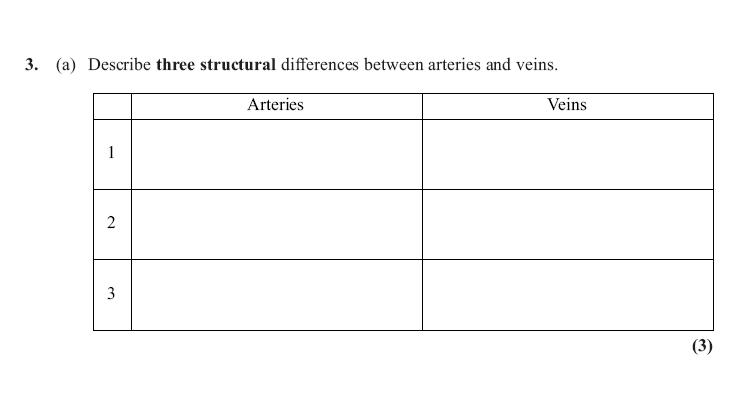 3. (a) Describe three structural differences between arteries and veins.
Arteries Veins
1
2
3
(3)